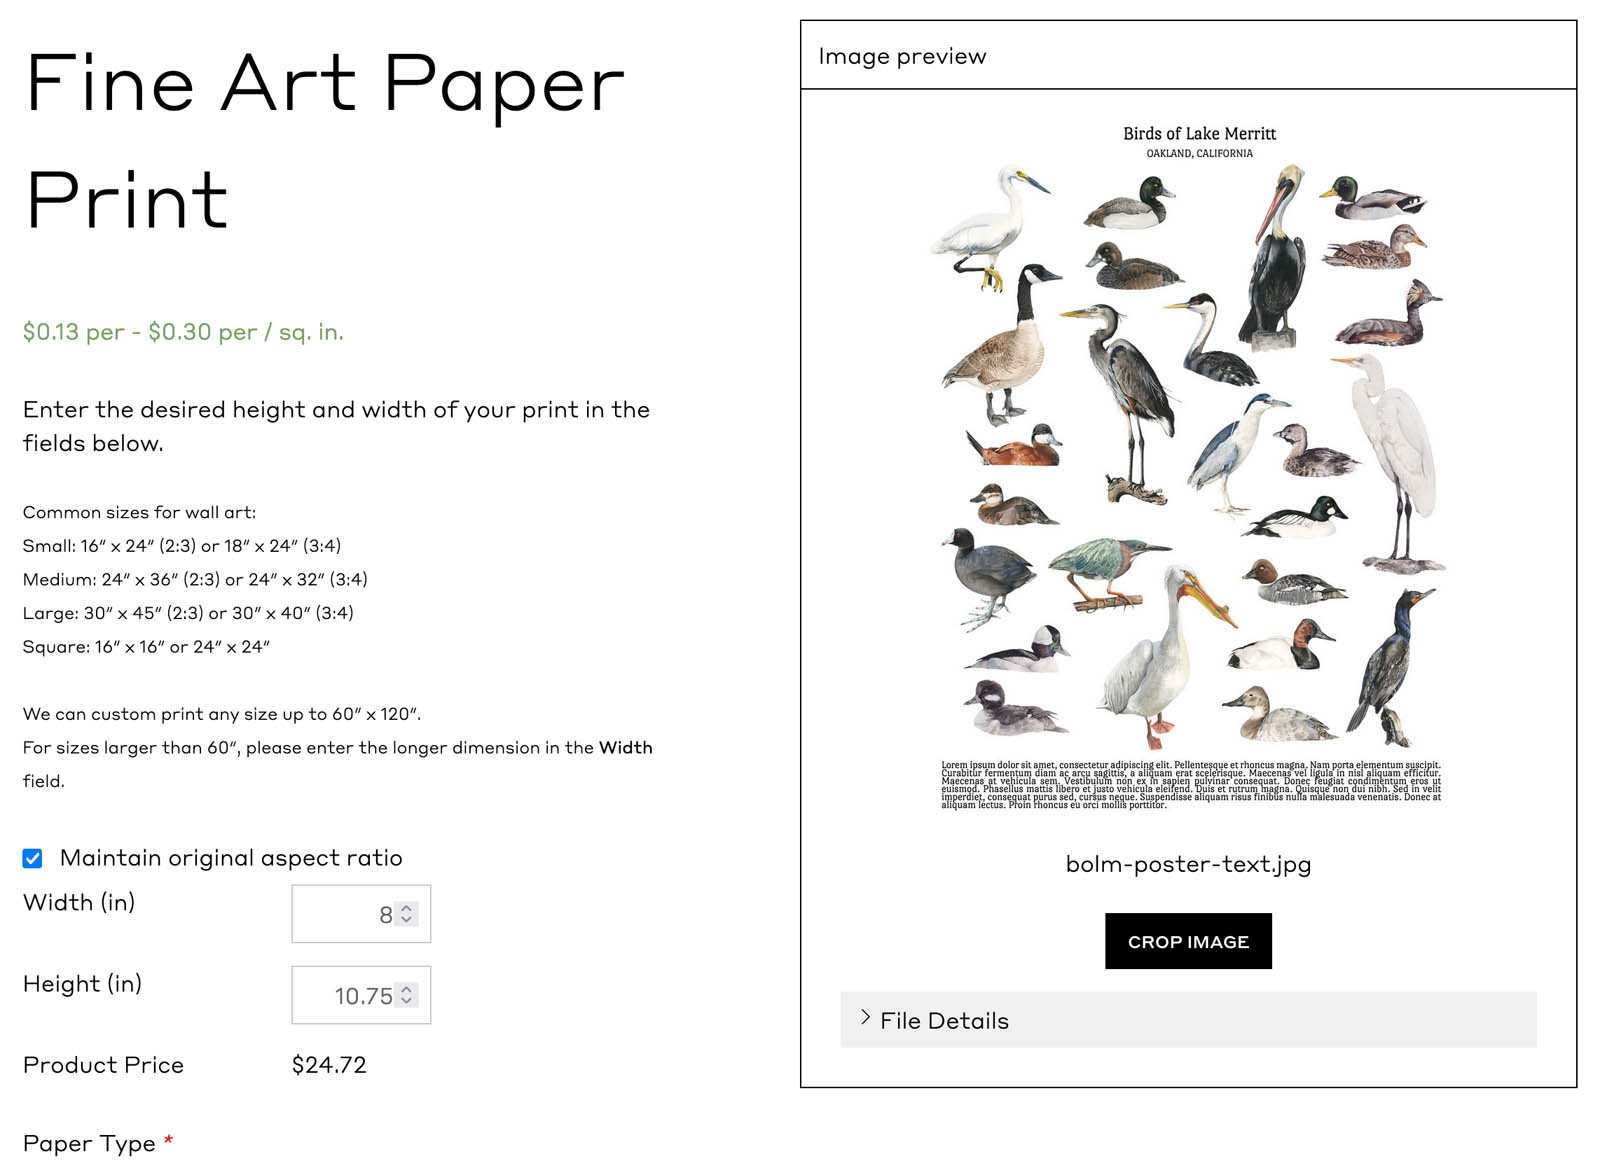 Fine Art Paper
Print
$0.13 per - $0.30 per / sq. in.
Enter the desired height and width of your print in the
fields below.
Common sizes for wall art:
Small: 16″ x 24″ (2:3) or 18″ x 24″ (3:4)
Medium: 24″ x 36″ (2:3) or 24″ x 32″ (3:4)
Large: 30″ x 45″ (2:3) or 30″ x 40″ (3:4)
Square: 16″ x 16″ or 24″ x 24″
We can custom print any size up to 60″ x 120″.
For sizes larger than 60″, please enter the longer dimension in the Width
field.
Maintain original aspect ratio
Width (in)
8
Height (in)
10.75
Product Price
$24.72
Paper Type *
Image preview
Birds of Lake Merritt
OAKLAND, CALIFORNIA
Lorem ipsum dolor sit amet, consectetur adipiscing elit. Pellentesque et rhoncus magna. Nam porta elementum suscipit.
Curabitur fermentum diam ac arcu sagittis, a aliquam erat scelerisque. Maecenas vel ligula in nisl aliquam efficitur.
Maecenas at vehicula sem. Vestibulum non ex in sapien pulvinar consequat. Donec feugiat condimentum eros ut
euismod. Phasellus mattis libero et justo vehicula eleifend. Duis et rutrum magna. Quisque non dui nibh. Sed in velit
imperdiet, consequat purus sed, cursus neque. Suspendisse aliquam risus finibus nulla malesuada venenatis. Donec at
aliquam lectus. Proin rhoncus eu orci mollis porttitor.
bolm-poster-text.jpg
CROP IMAGE
File Details